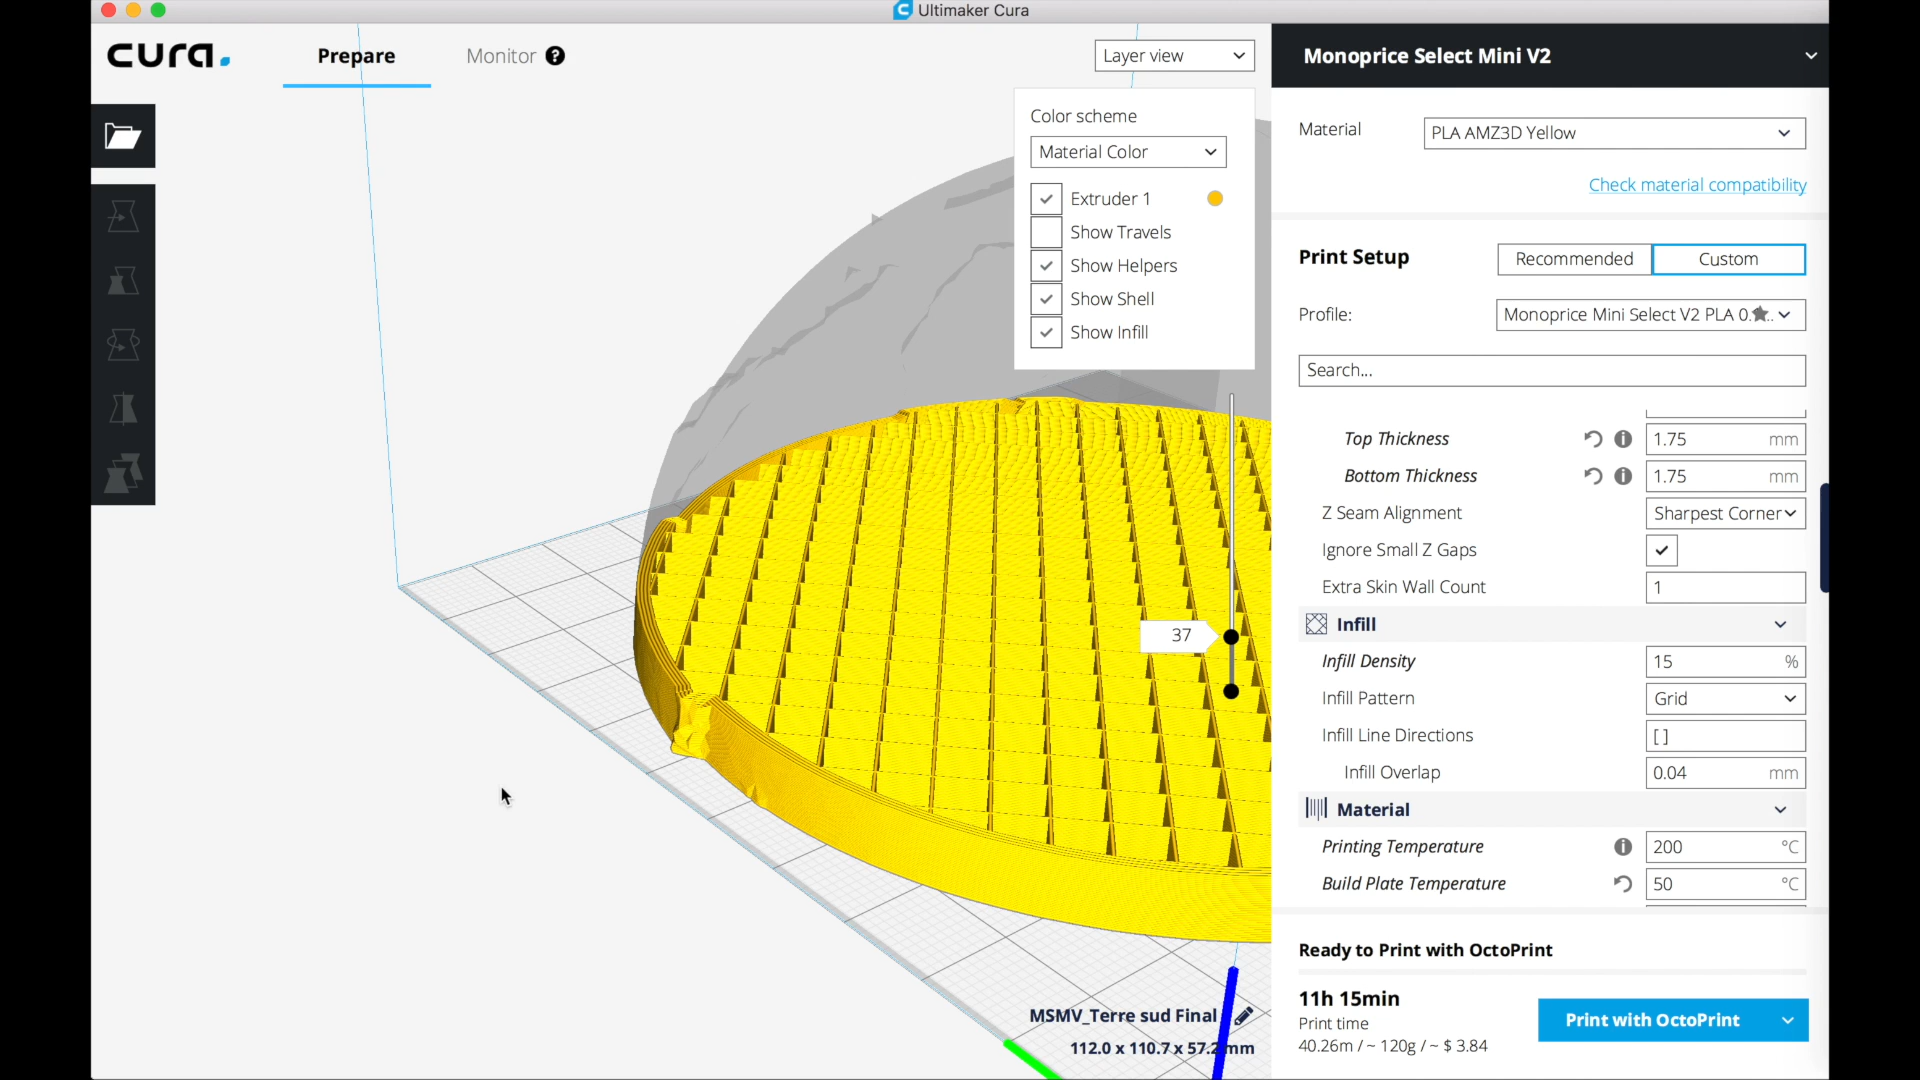 Ultimaker Cura
cura.
Prepare
Monitor ?
Layer view
Monoprice Select Mini V2
Color scheme
Material Color
Extruder 1
Show Travels
Show Helpers
Show Shell
Show Infill
Material
PLA AMZ3D Yellow
Check material compatibility
Print Setup
Recommended
Custom
Profile:
Monoprice Mini Select V2 PLA 0.
Search...
Top Thickness
1.75 mm
Bottom Thickness
1.75 mm
Z Seam Alignment
Sharpest Corner
Ignore Small Z Gaps
Extra Skin Wall Count
1
Infill
Infill Density
15 %
Infill Pattern
Grid
Infill Line Directions
[ ]
Infill Overlap
0.04 mm
Material
Printing Temperature
200 °C
Build Plate Temperature
50 °C
37
Ready to Print with OctoPrint
11h 15min
Print time
40.26m / ~ 120g / ~ $ 3.84
Print with OctoPrint
MSMV_Terre sud Final
112.0 x 110.7 x 57.2 mm